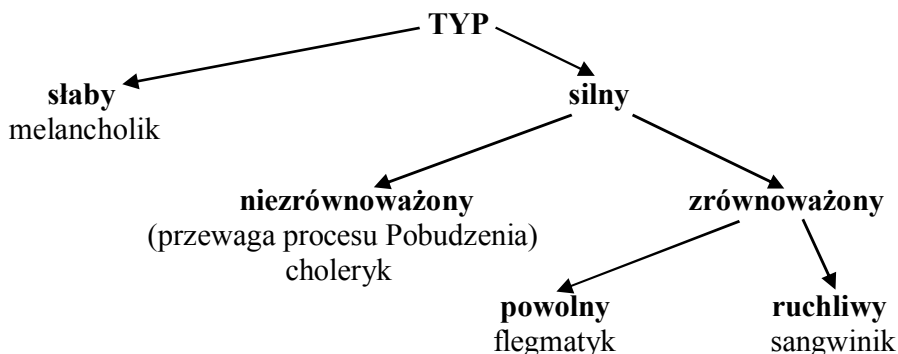 TYP
słaby
melancholik
silny
niezrównoważony
(przewaga procesu Pobudzenia)
choleryk
zrównoważony
powolny
flegmatyk
ruchliwy
sangwinik